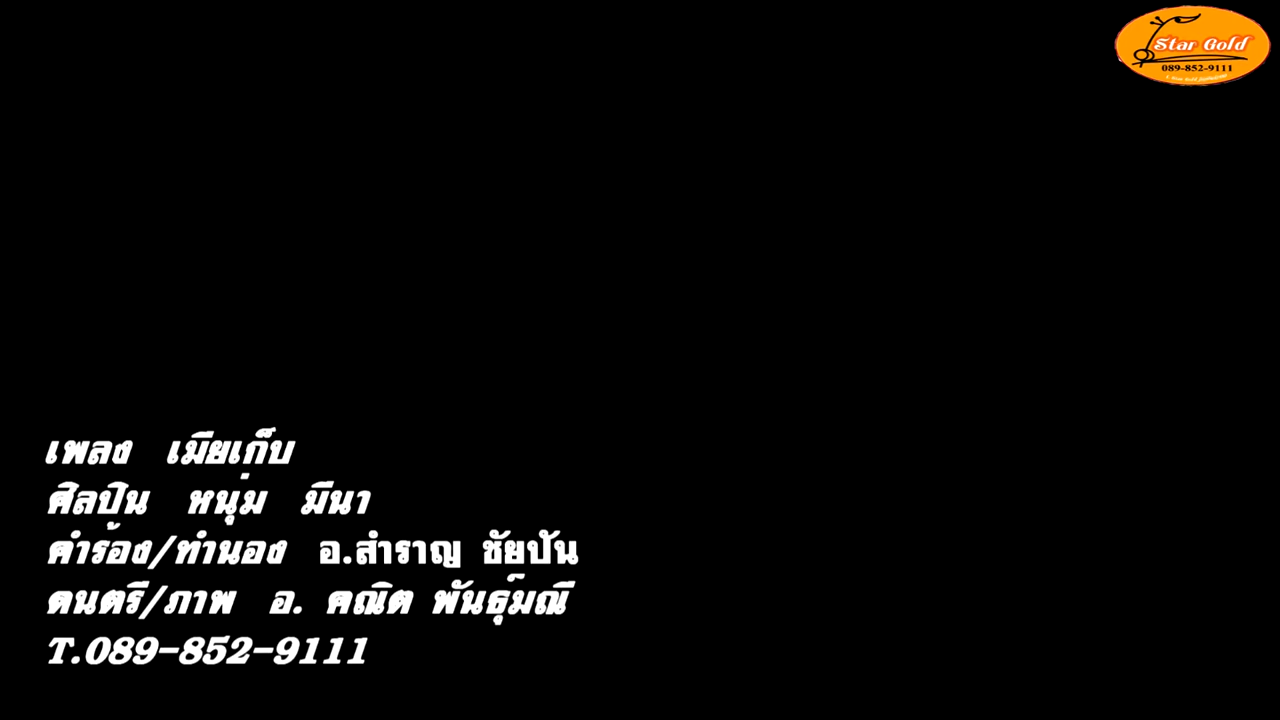 Star Gold
089-852-9111
เพลง เมียเก็บ
ศิลปิน หนุ่ม มีนา
คำร้อง/ทำนอง อ.สำราญ ชัยปัน
ดนตรี/ภาพ อ. คณิต พันธุ์มณี
T.089-852-9111